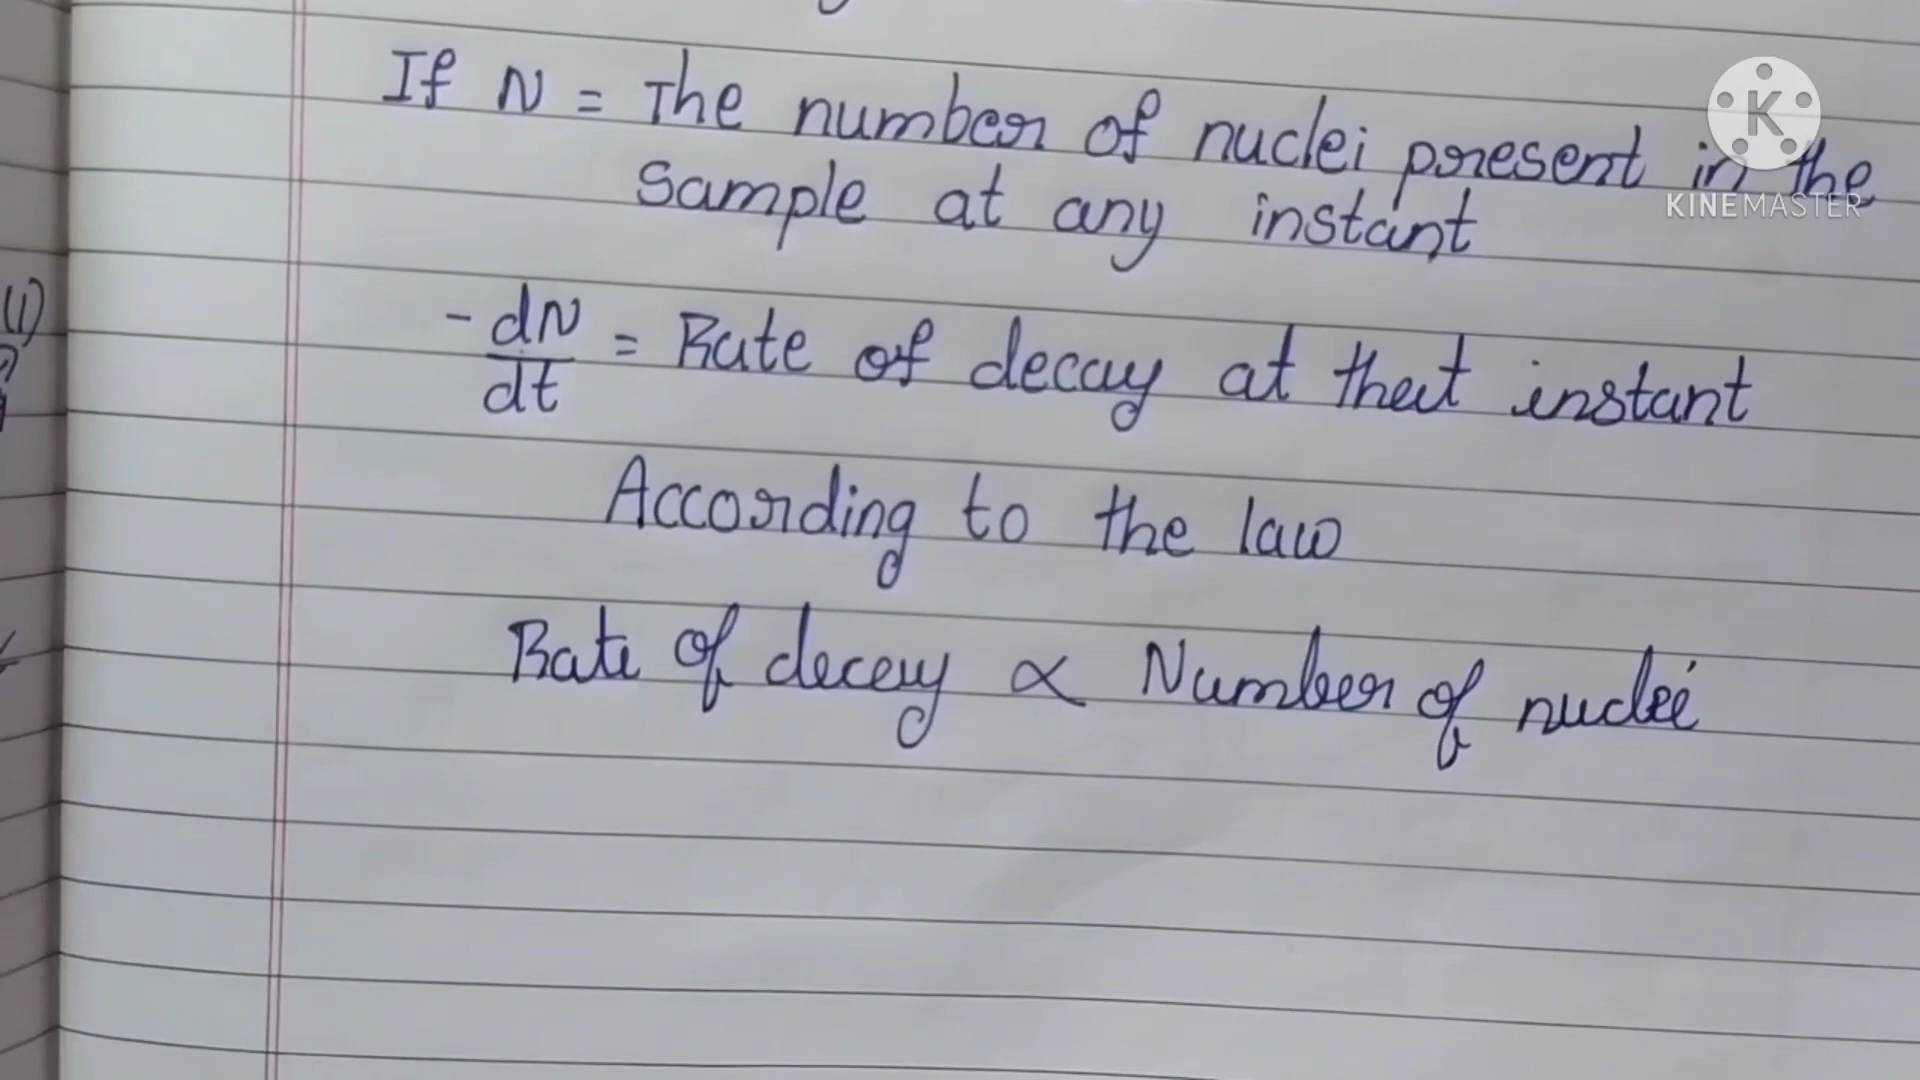 If N = The number of nuclei present in the
sample at any instant
-dN/dt = Rate of decay at that instant
According to the law
Rate of decay ∝ Number of nuclei
(1)
KINEMASTER